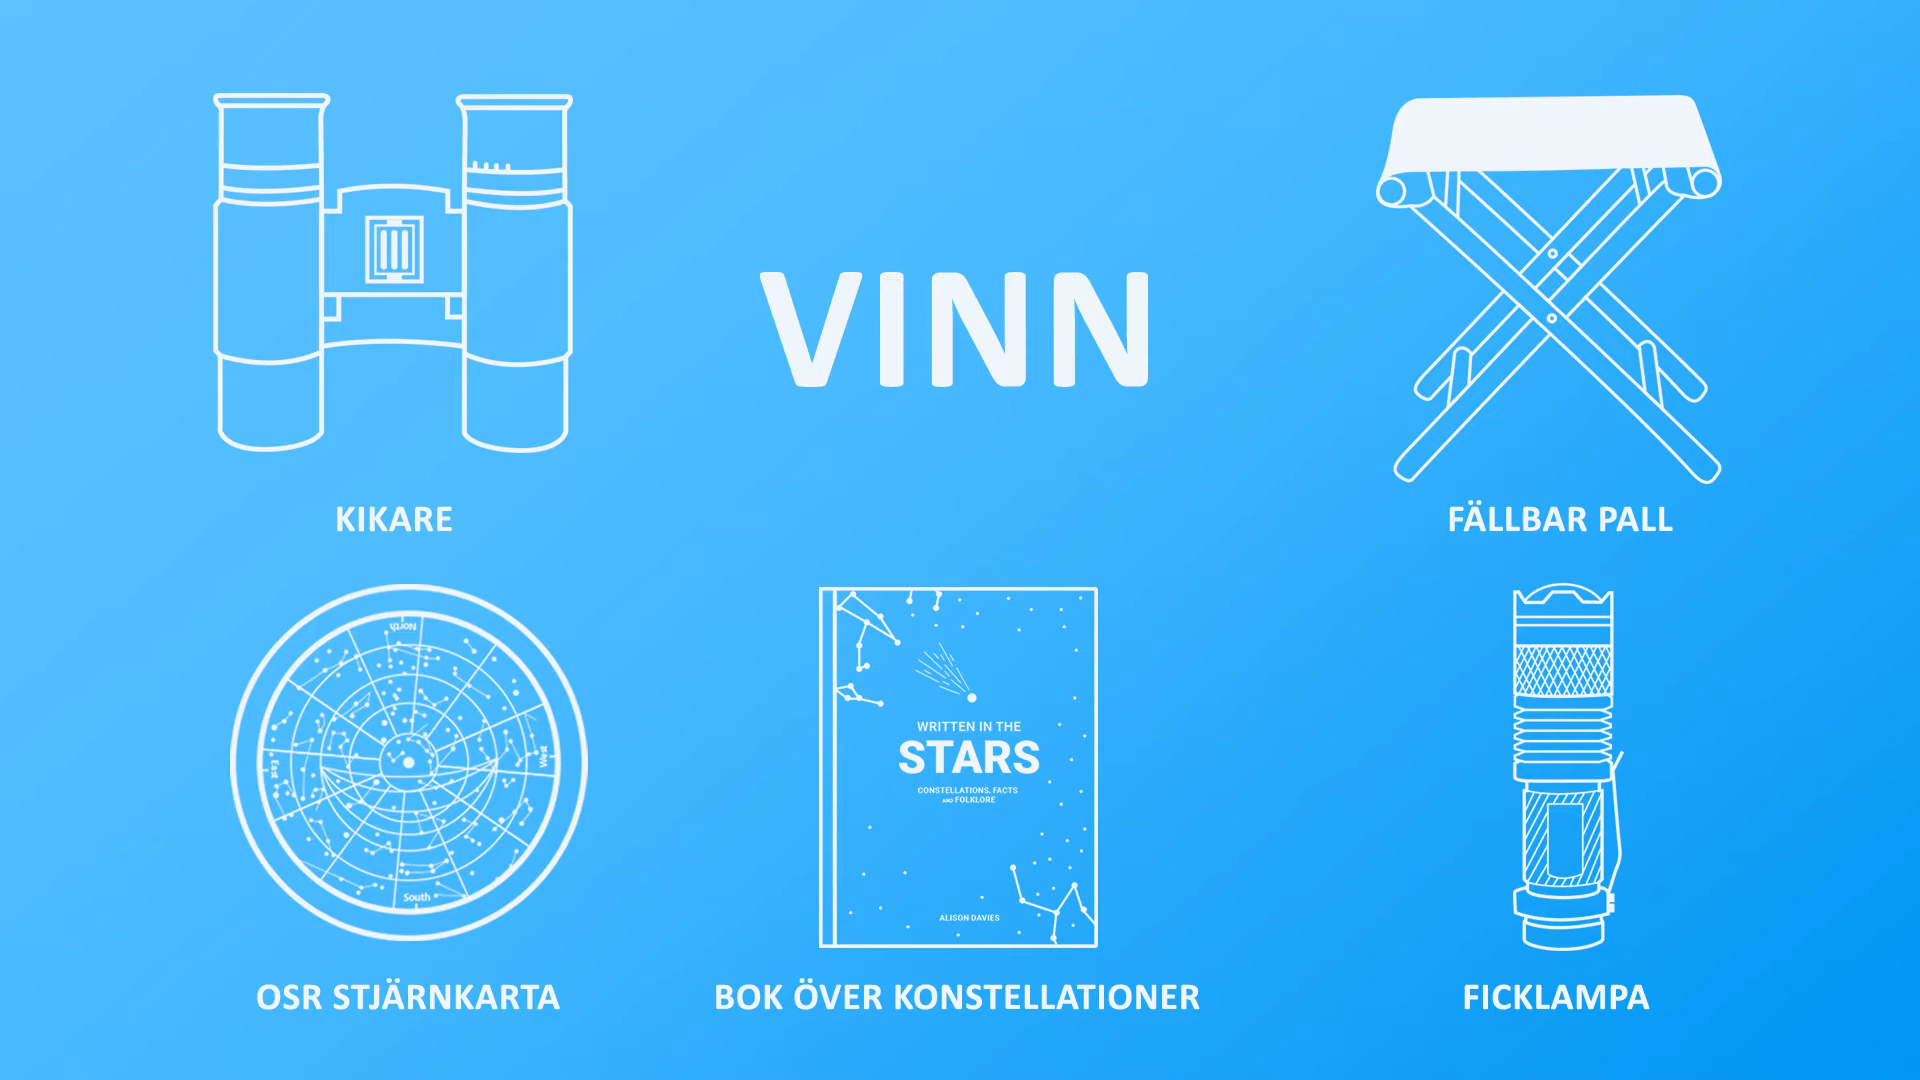 VINN
KIKARE
FÄLLBAR PALL
North
East
West
South
WRITTEN IN THE
STARS
CONSTELLATIONS, FACTS
AND FOLKLORE
ALISON DAVIES
OSR STJÄRNKARTA
BOK ÖVER KONSTELLATIONER
FICKLAMPA